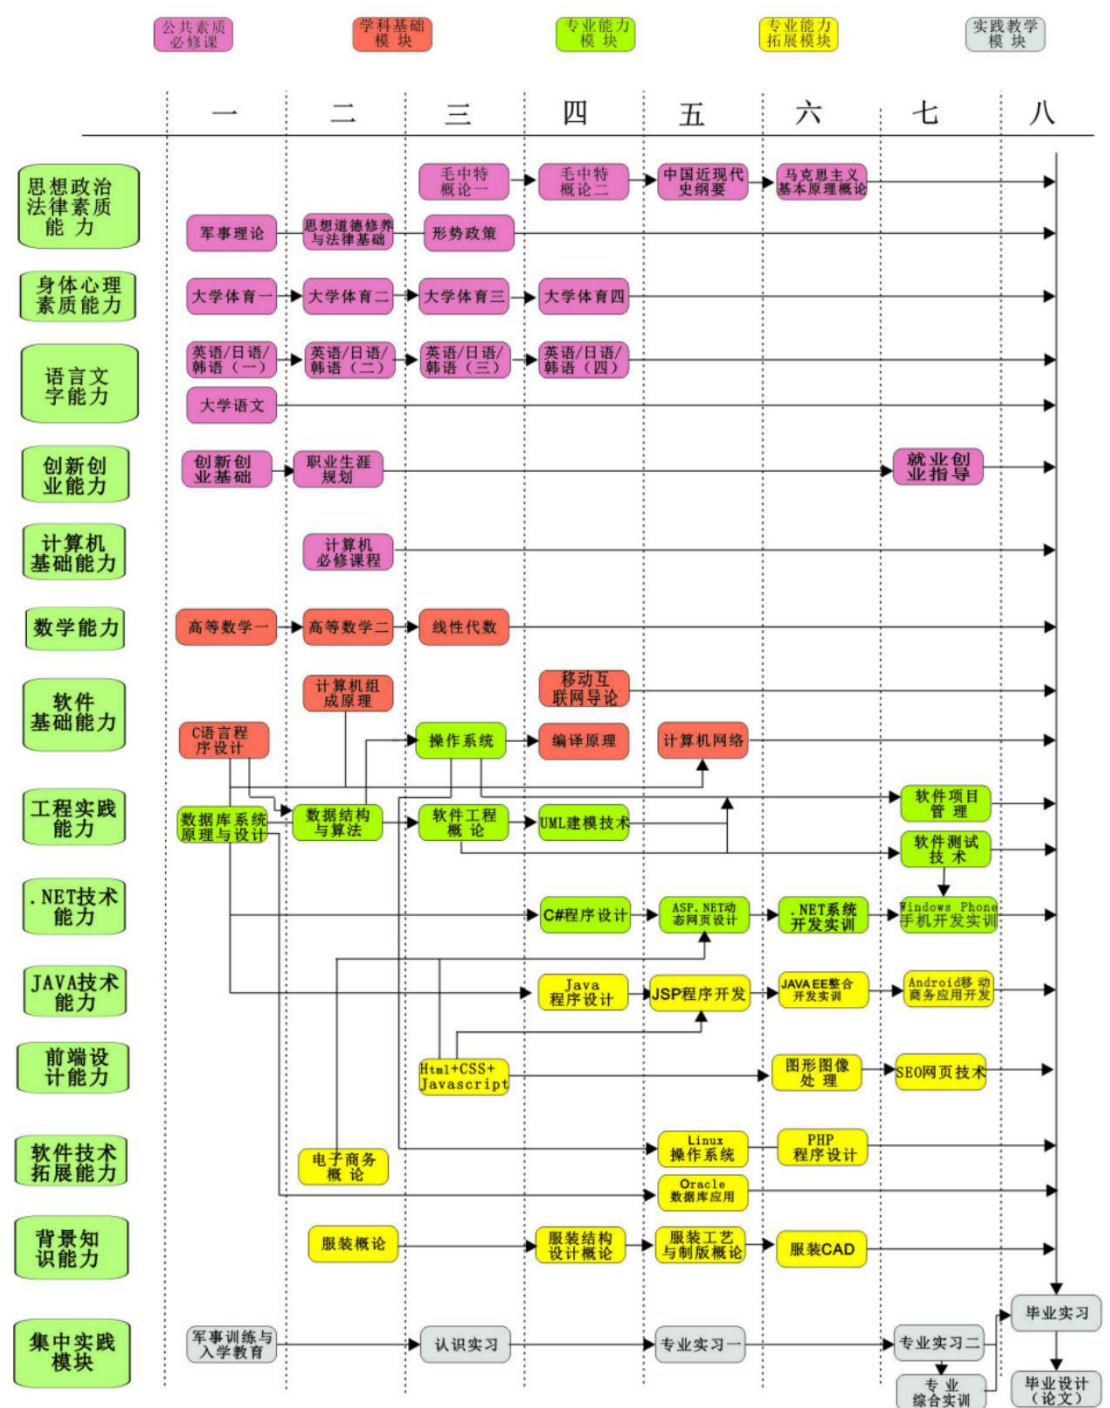 公共素质
必修课
学科基础
模 块
专业能力
模 块
专业能力
拓展模块
实践教学
模 块
一
二
三
四
五
六
七
八
思想政治
法律素质
能 力
毛中特
概论一
毛中特
概论二
中国近现代
史纲要
马克思主义
基本原理概论
军事理论
思想道德修养
与法律基础
形势政策
身体心理
素质能力
大学体育一
大学体育二
大学体育三
大学体育四
语言文
字能力
英语/日语/
韩语（一）
英语/日语/
韩语（二）
英语/日语/
韩语（三）
英语/日语/
韩语（四）
大学语文
创新创
业能力
创新创
业基础
职业生涯
规划
就业创
业指导
计算机
基础能力
计算机
必修课程
数学能力
高等数学一
高等数学二
线性代数
软件
基础能力
计算机组
成原理
移动互
联网导论
C语言程
序设计
操作系统
编译原理
计算机网络
工程实践
能力
数据库系统
原理与设计
数据结构
与算法
软件工程
概 论
UML建模技术
软件项目
管 理
软件测试
技 术
.NET技术
能力
C#程序设计
ASP.NET动
态网页设计
.NET系统
开发实训
Windows Phone
手机开发实训
JAVA技术
能力
Java
程序设计
JSP程序开发
JAVA EE整合
开发实训
Android移动
商务应用开发
前端设
计能力
Html+CSS+
Javascript
图形图像
处 理
SEO网页技术
软件技术
拓展能力
电子商务
概 论
Linux
操作系统
PHP
程序设计
Oracle
数据库应用
背景知
识能力
服装概论
服装结构
设计概论
服装工艺
与制版概论
服装CAD
集中实践
模块
军事训练与
入学教育
认识实习
专业实习一
专业实习二
毕业实习
专 业
综合实训
毕业设计
（论文）